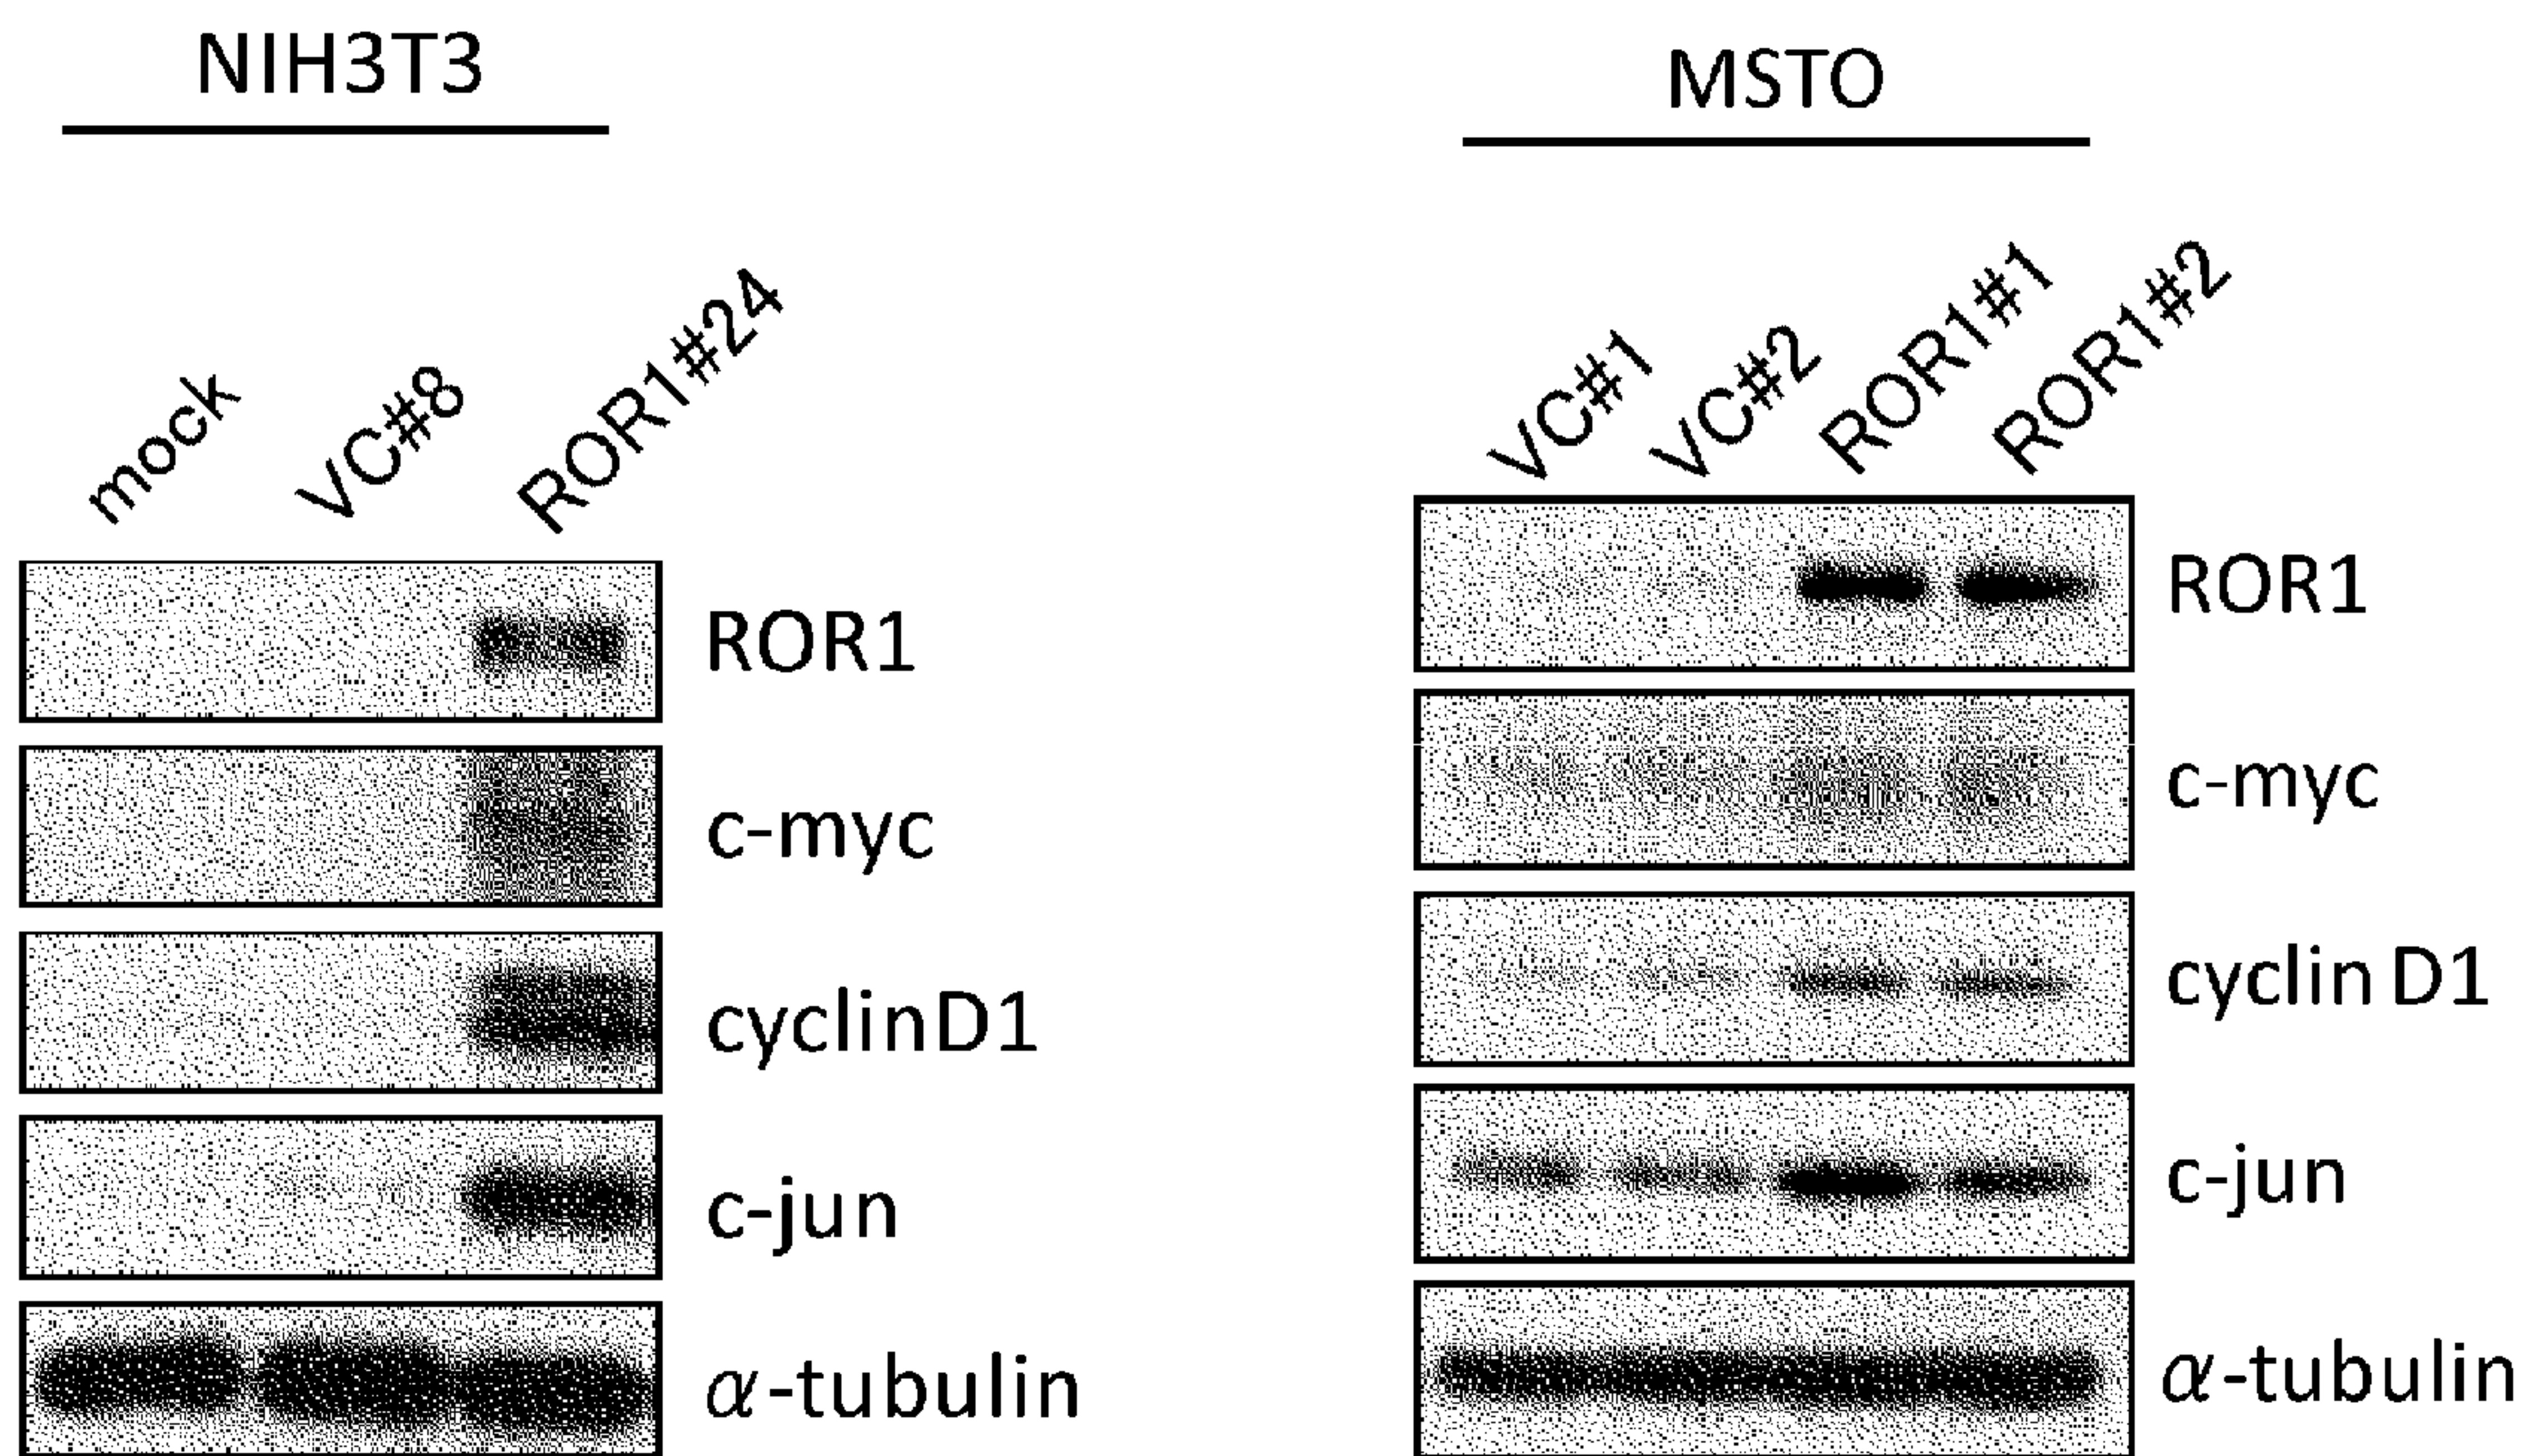 NIH3T3
mock
VC#8
ROR1#24
ROR1
c-myc
cyclinD1
c-jun
α-tubulin
MSTO
VC#1
VC#2
ROR1#1
ROR1#2
ROR1
c-myc
cyclin D1
c-jun
α-tubulin